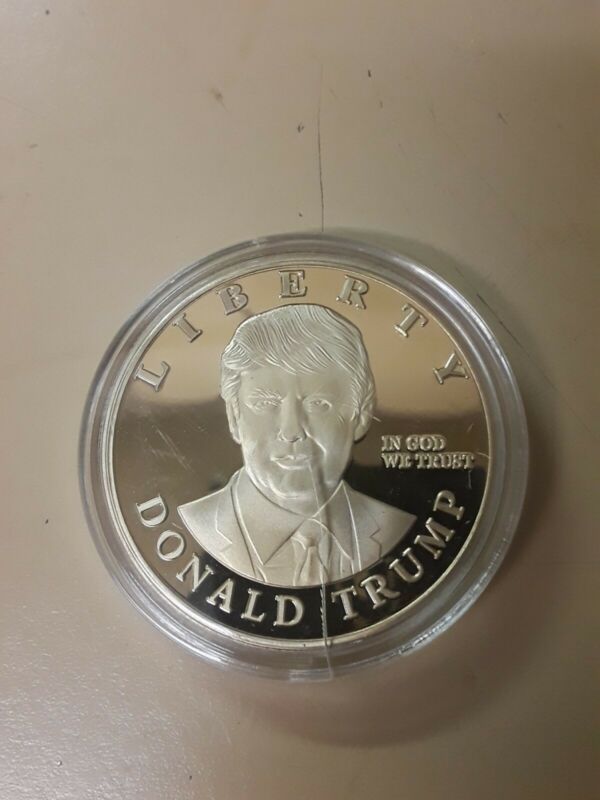 LIBERTY
IN GOD
WE TRUST
DONALD TRUMP